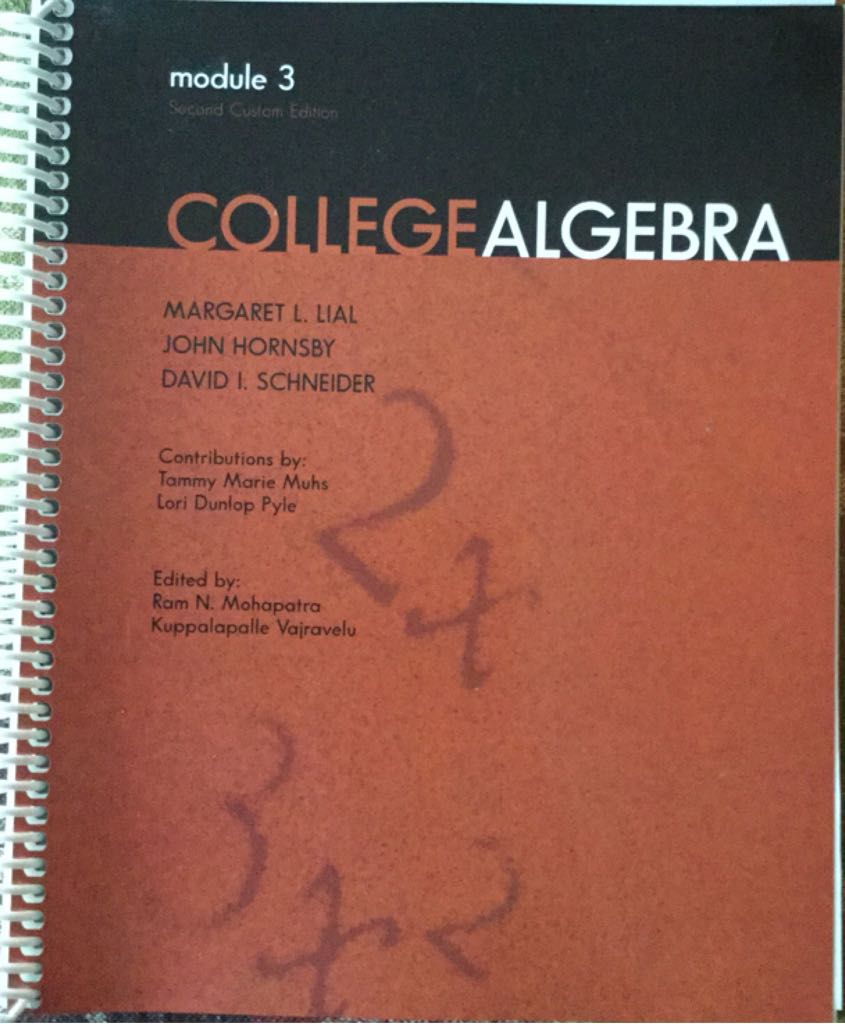 module 3
Second Custom Edition
COLLEGEALGEBRA
MARGARET L. LIAL
JOHN HORNSBY
DAVID I. SCHNEIDER
Contributions by:
Tammy Marie Muhs
Lori Dunlop Pyle
Edited by:
Ram N. Mohapatra
Kuppalapalle Vajravelu
2x
3x2